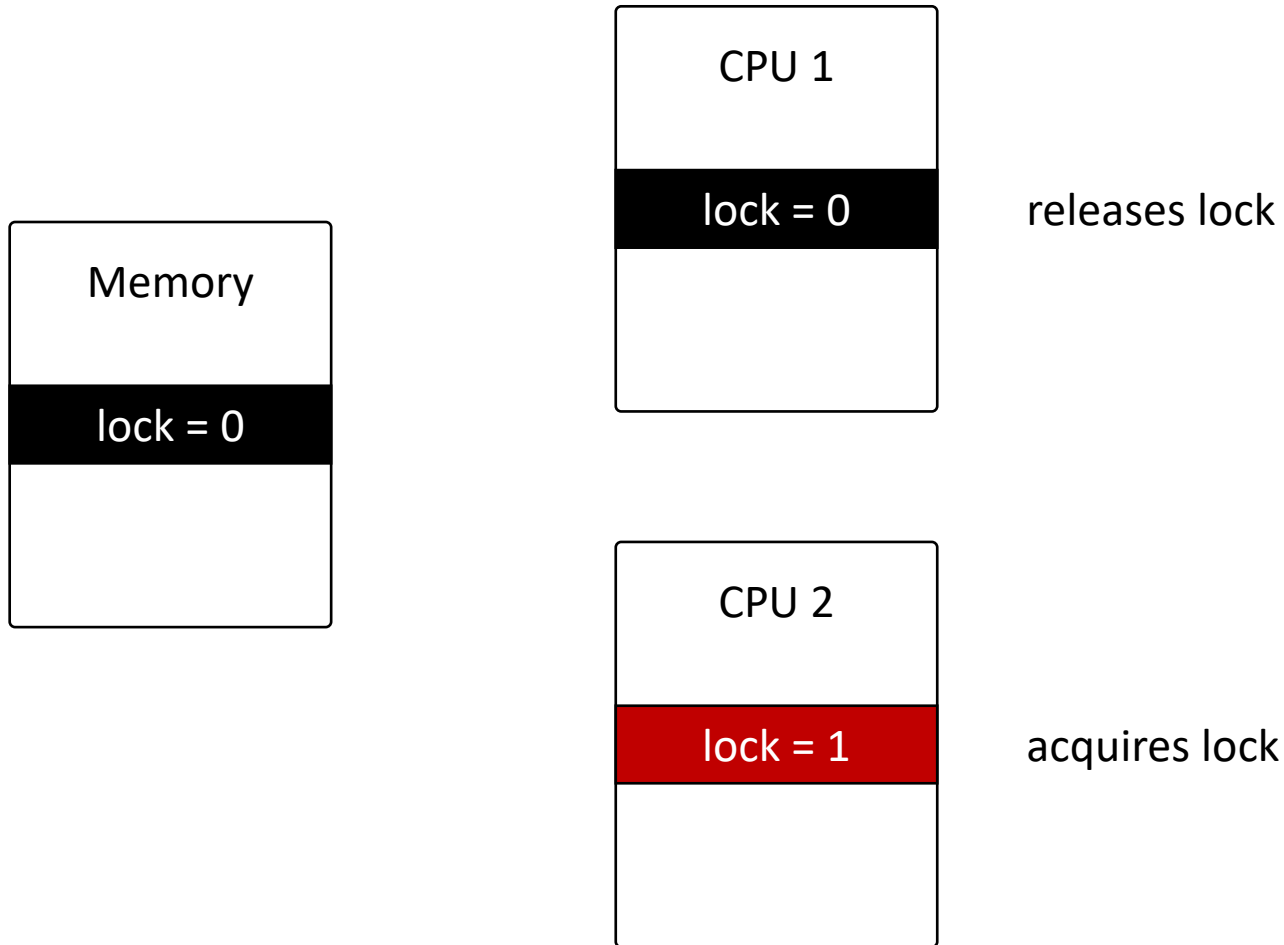 CPU 1
lock = 0 releases lock
Memory
lock = 0
CPU 2
lock = 1 acquires lock